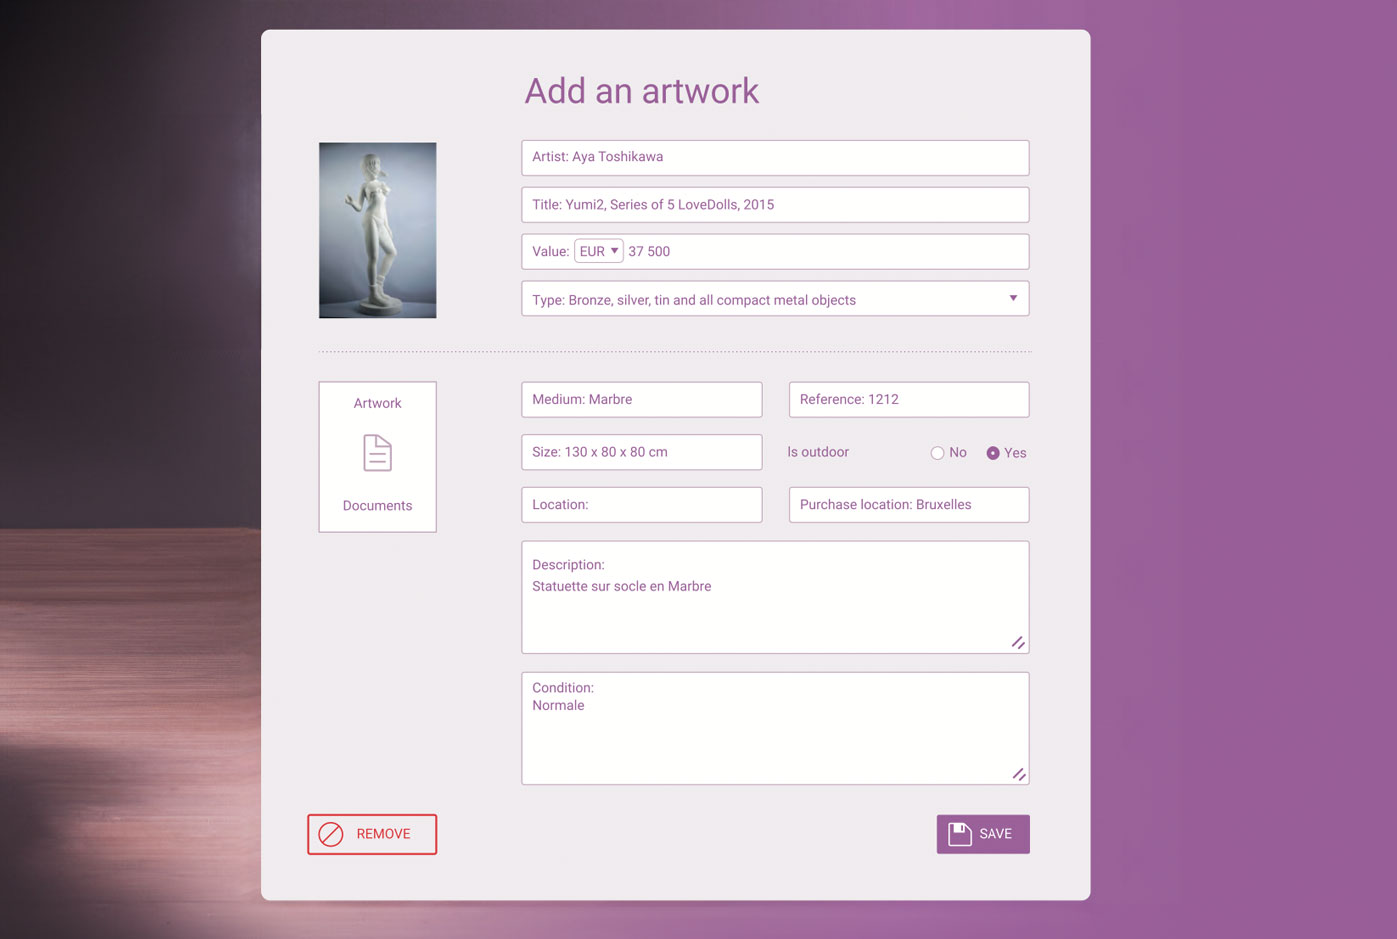 Add an artwork
Artist: Aya Toshikawa
Title: Yumi2, Series of 5 LoveDolls, 2015
Value: EUR 37 500
Type: Bronze, silver, tin and all compact metal objects
Artwork
Documents
Medium: Marbre
Reference: 1212
Size: 130 x 80 x 80 cm
Is outdoor No Yes
Location:
Purchase location: Bruxelles
Description:
Statuette sur socle en Marbre
Condition:
Normale
REMOVE
SAVE